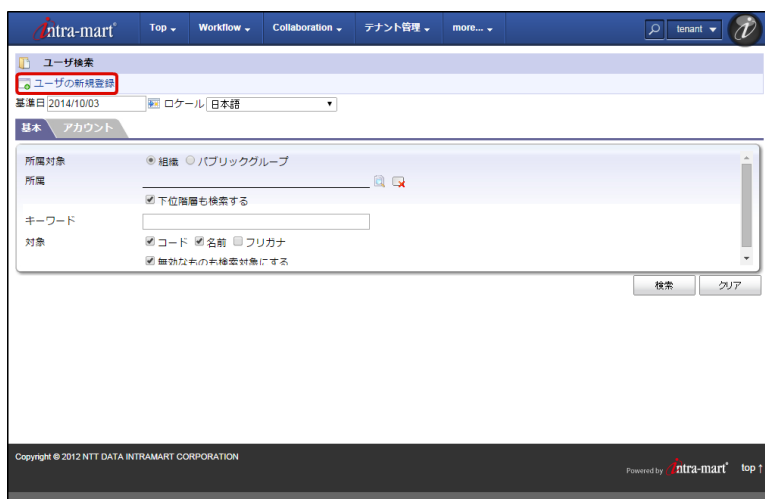 intra-mart Top Workflow Collaboration テナント管理 more... tenant
ユーザ検索
ユーザの新規登録
基準日 2014/10/03 ロケール 日本語
基本 アカウント
所属対象 組織 パブリックグループ
所属
下位階層も検索する
キーワード
対象 コード 名前 フリガナ
無効なものも検索対象にする
検索 クリア
Copyright © 2012 NTT DATA INTRAMART CORPORATION
Powered by intra-mart top ↑